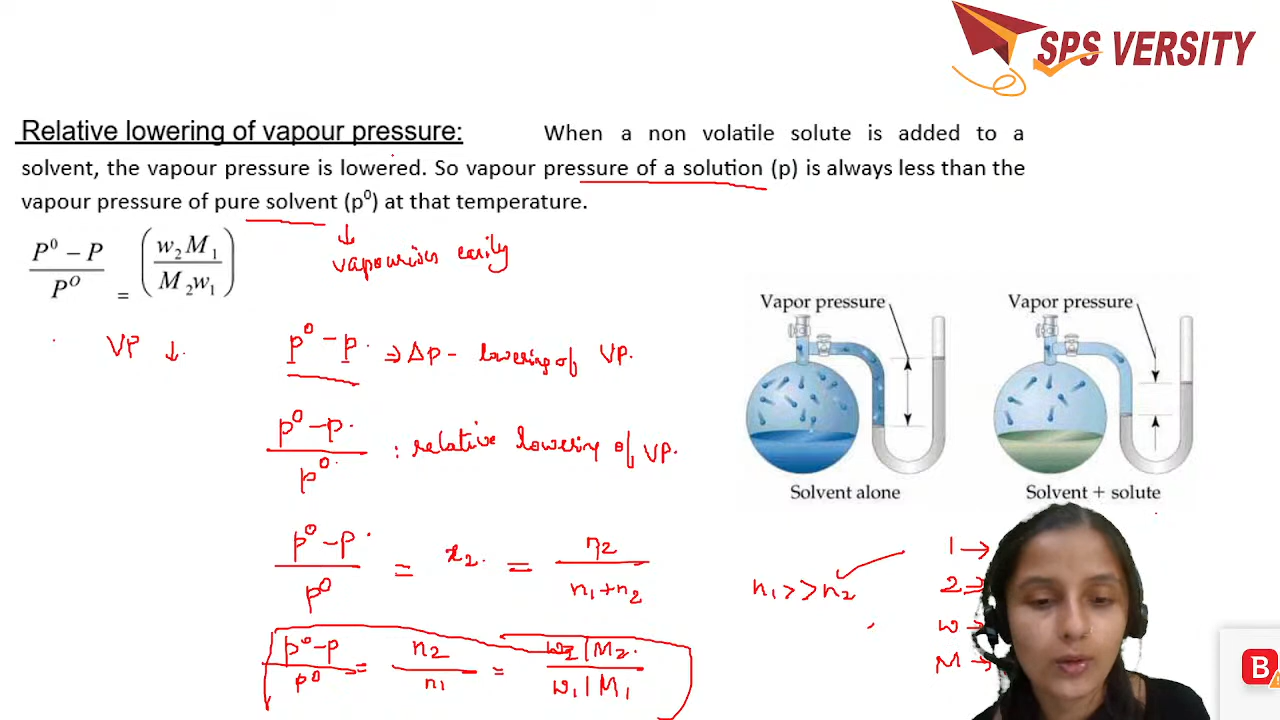 SPS VERSITY
Relative lowering of vapour pressure: When a non volatile solute is added to a
solvent, the vapour pressure is lowered. So vapour pressure of a solution (p) is always less than the
vapour pressure of pure solvent (p⁰) at that temperature.
(P⁰ – P)/P⁰ = (w₂M₁/M₂w₁)
↓
vapourises easily
VP ↓
p⁰ – p ⇒ Δp – lowering of VP.
(p⁰ – p)/p⁰ : relative lowering of VP.
(p⁰ – p)/p⁰ = x₂ = n₂/(n₁+n₂)
n₁ >> n₂
(p⁰ – p)/p⁰ = n₂/n₁ = (w₂/M₂)/(w₁/M₁)
Vapor pressure
Solvent alone
Vapor pressure
Solvent + solute
1 →
2 →
w →
M →
B